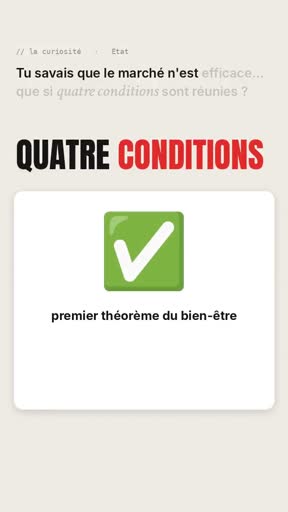 // la curiosité · État
Tu savais que le marché n'est efficace...
que si quatre conditions sont réunies ?
QUATRE CONDITIONS
premier théorème du bien-être